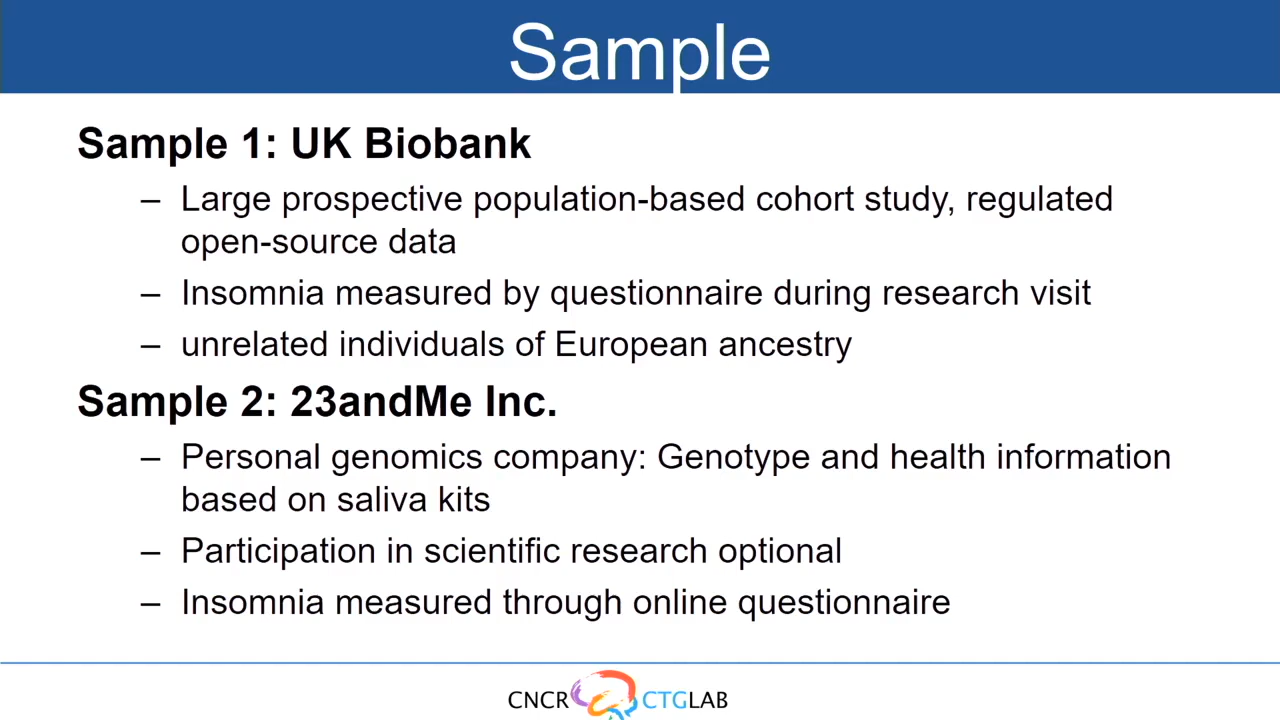 Sample
Sample 1: UK Biobank
– Large prospective population-based cohort study, regulated
open-source data
– Insomnia measured by questionnaire during research visit
– unrelated individuals of European ancestry
Sample 2: 23andMe Inc.
– Personal genomics company: Genotype and health information
based on saliva kits
– Participation in scientific research optional
– Insomnia measured through online questionnaire
CNCR CTGLAB